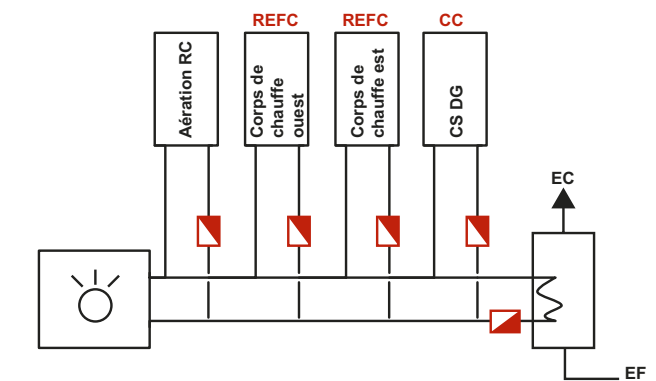 REFC
REFC
CC
Aération RC
Corps de
chauffe
ouest
Corps de
chauffe est
CS DG
EC
EF